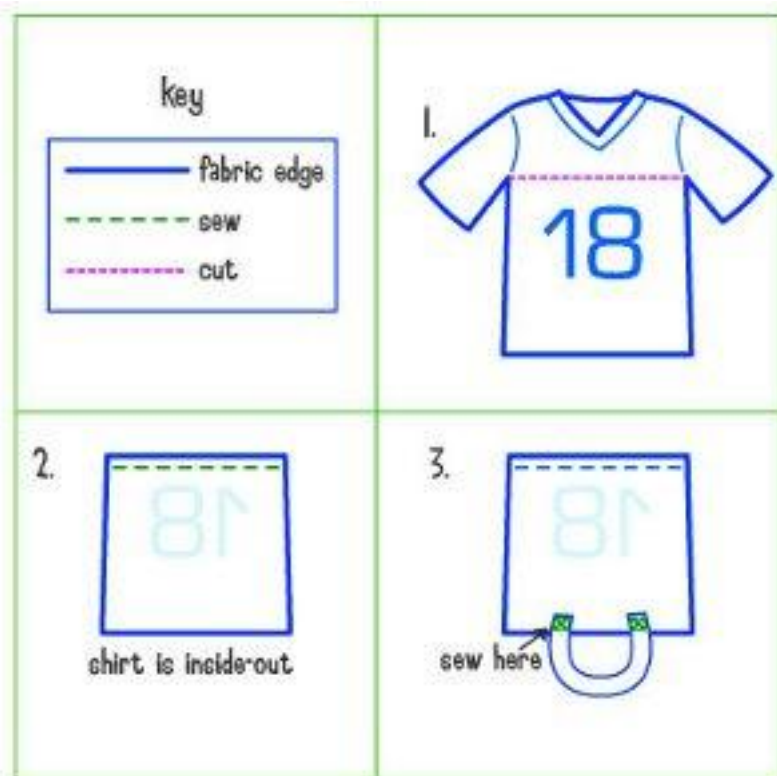 key
fabric edge
sew
cut
1.
18
2.
18
shirt is inside-out
3.
18
sew here